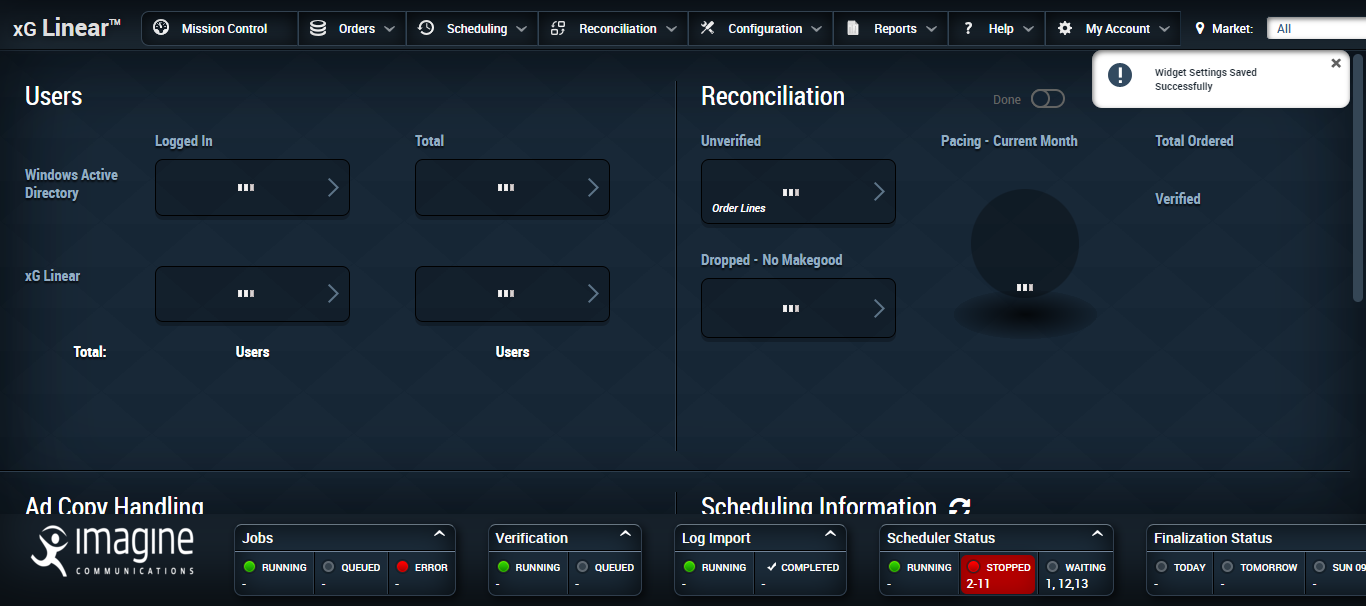 xG Linear™
Mission Control
Orders
Scheduling
Reconciliation
Configuration
Reports
? Help
My Account
Market:
All
Widget Settings Saved
Successfully
Users
Logged In
Total
Windows Active
Directory
xG Linear
Total:
Users
Users
Reconciliation
Done
Unverified
Order Lines
Dropped - No Makegood
Pacing - Current Month
Total Ordered
Verified
Ad Copy Handling
Scheduling Information
imagine
COMMUNICATIONS
Jobs
RUNNING
-
QUEUED
-
ERROR
-
Verification
RUNNING
-
QUEUED
-
Log Import
RUNNING
-
COMPLETED
-
Scheduler Status
RUNNING
-
STOPPED
2-11
WAITING
1, 12,13
Finalization Status
TODAY
-
TOMORROW
-
SUN 09
-